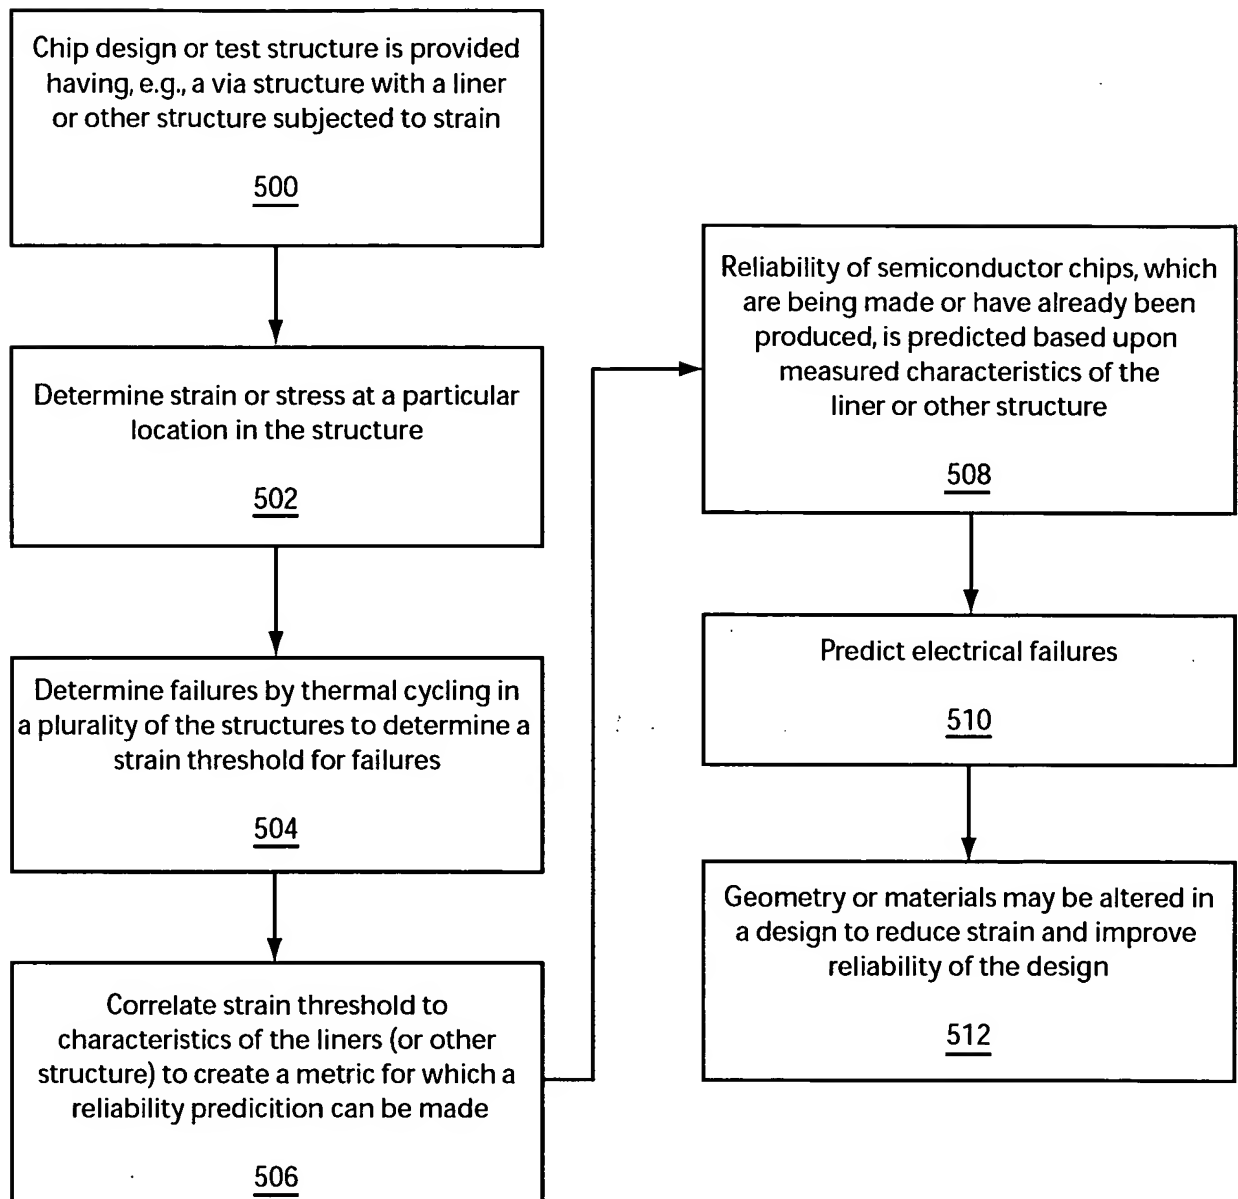 Chip design or test structure is provided
having, e.g., a via structure with a liner
or other structure subjected to strain
500
Determine strain or stress at a particular
location in the structure
502
Determine failures by thermal cycling in
a plurality of the structures to determine a
strain threshold for failures
504
Correlate strain threshold to
characteristics of the liners (or other
structure) to create a metric for which a
reliability predicition can be made
506
Reliability of semiconductor chips, which
are being made or have already been
produced, is predicted based upon
measured characteristics of the
liner or other structure
508
Predict electrical failures
510
Geometry or materials may be altered in
a design to reduce strain and improve
reliability of the design
512